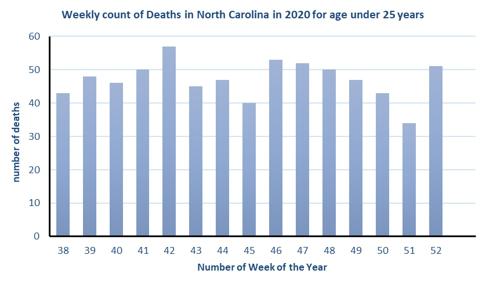 Weekly count of Deaths in North Carolina in 2020 for age under 25 years
number of deaths
60
50
40
30
20
10
0
38 39 40 41 42 43 44 45 46 47 48 49 50 51 52
Number of Week of the Year